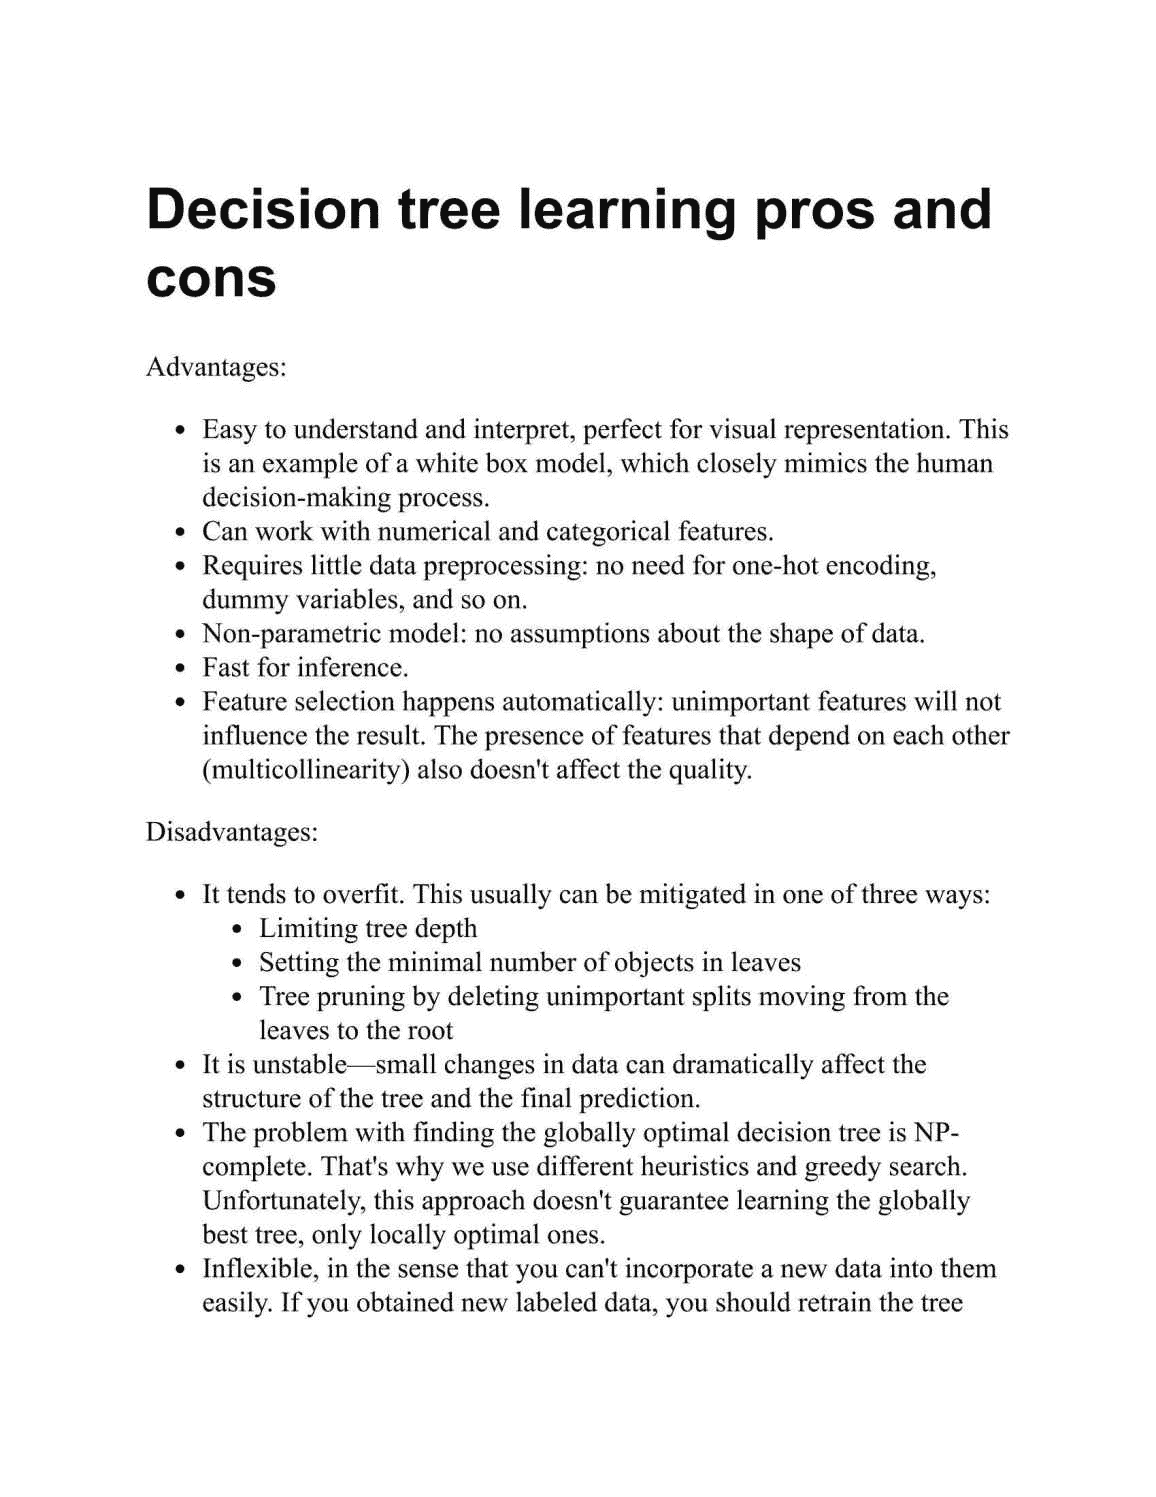 Decision tree learning pros and
cons
Advantages:
• Easy to understand and interpret, perfect for visual representation. This
is an example of a white box model, which closely mimics the human
decision-making process.
• Can work with numerical and categorical features.
• Requires little data preprocessing: no need for one-hot encoding,
dummy variables, and so on.
• Non-parametric model: no assumptions about the shape of data.
• Fast for inference.
• Feature selection happens automatically: unimportant features will not
influence the result. The presence of features that depend on each other
(multicollinearity) also doesn't affect the quality.
Disadvantages:
• It tends to overfit. This usually can be mitigated in one of three ways:
• Limiting tree depth
• Setting the minimal number of objects in leaves
• Tree pruning by deleting unimportant splits moving from the
leaves to the root
• It is unstable—small changes in data can dramatically affect the
structure of the tree and the final prediction.
• The problem with finding the globally optimal decision tree is NP-
complete. That's why we use different heuristics and greedy search.
Unfortunately, this approach doesn't guarantee learning the globally
best tree, only locally optimal ones.
• Inflexible, in the sense that you can't incorporate a new data into them
easily. If you obtained new labeled data, you should retrain the tree